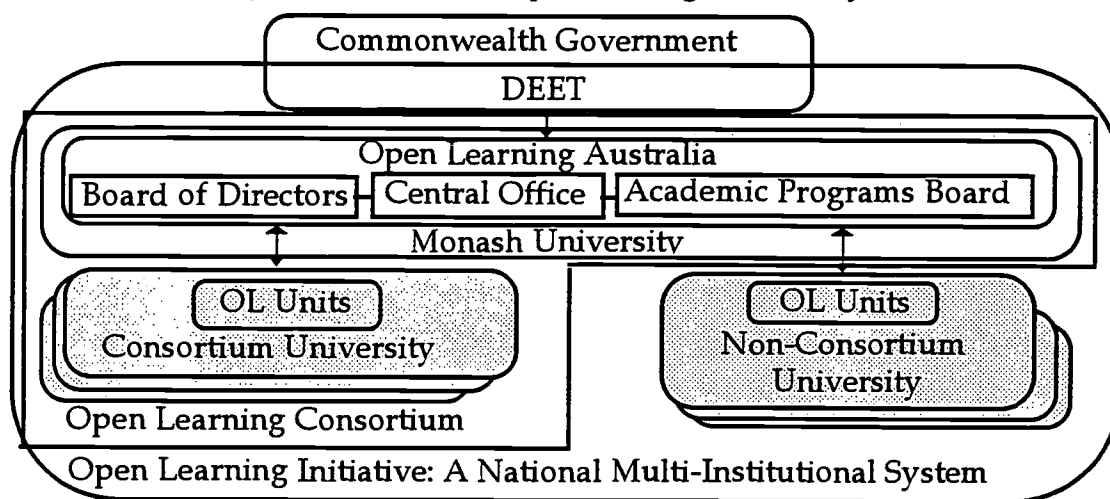 Commonwealth Government
DEET
Open Learning Australia
Board of Directors
Central Office
Academic Programs Board
Monash University
OL Units
Consortium University
OL Units
Non-Consortium
University
Open Learning Consortium
Open Learning Initiative: A National Multi-Institutional System